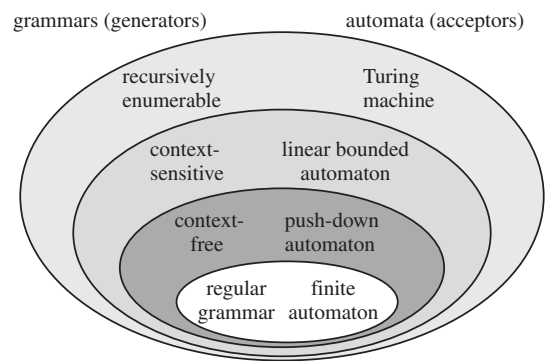 grammars (generators)
automata (acceptors)
recursively
enumerable
Turing
machine
context-
sensitive
linear bounded
automaton
context-
free
push-down
automaton
regular
grammar
finite
automaton